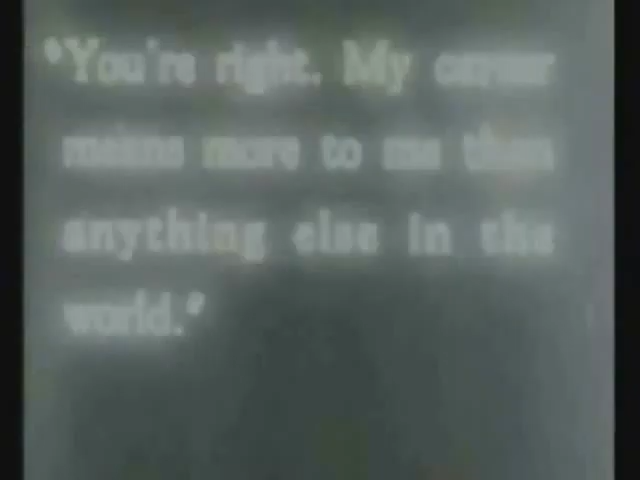 "You're right. My career
means more to me than
anything else in the
world."